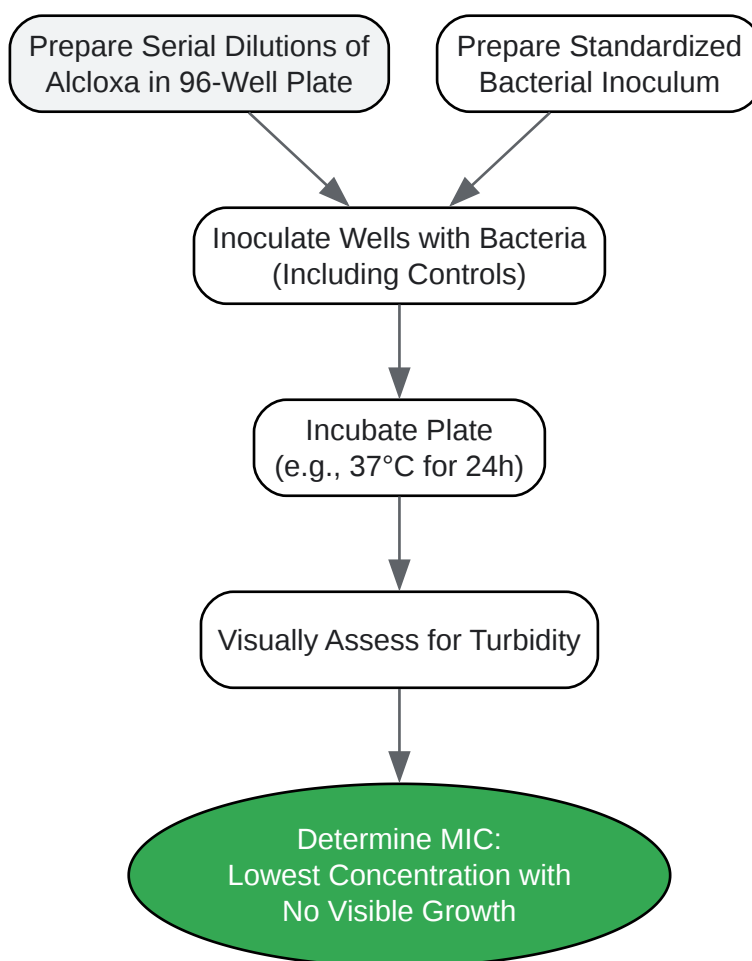 Prepare Serial Dilutions of
Alcloxa in 96-Well Plate
Prepare Standardized
Bacterial Inoculum
Inoculate Wells with Bacteria
(Including Controls)
Incubate Plate
(e.g., 37°C for 24h)
Visually Assess for Turbidity
Determine MIC:
Lowest Concentration with
No Visible Growth